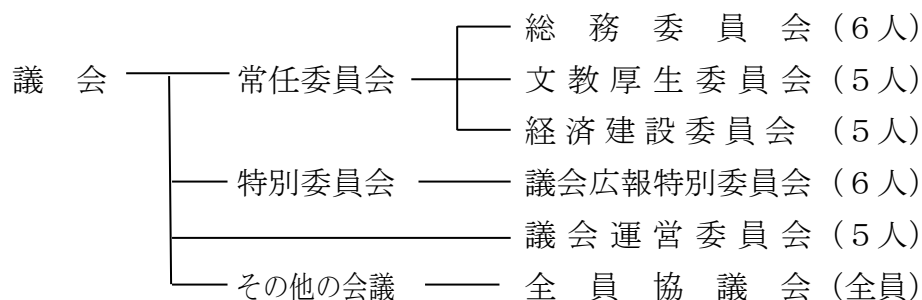 総務委員会（6人）
議会 常任委員会 文教厚生委員会（5人）
経済建設委員会（5人）
特別委員会 議会広報特別委員会（6人）
議会運営委員会（5人）
その他の会議 全員協議会（全員）